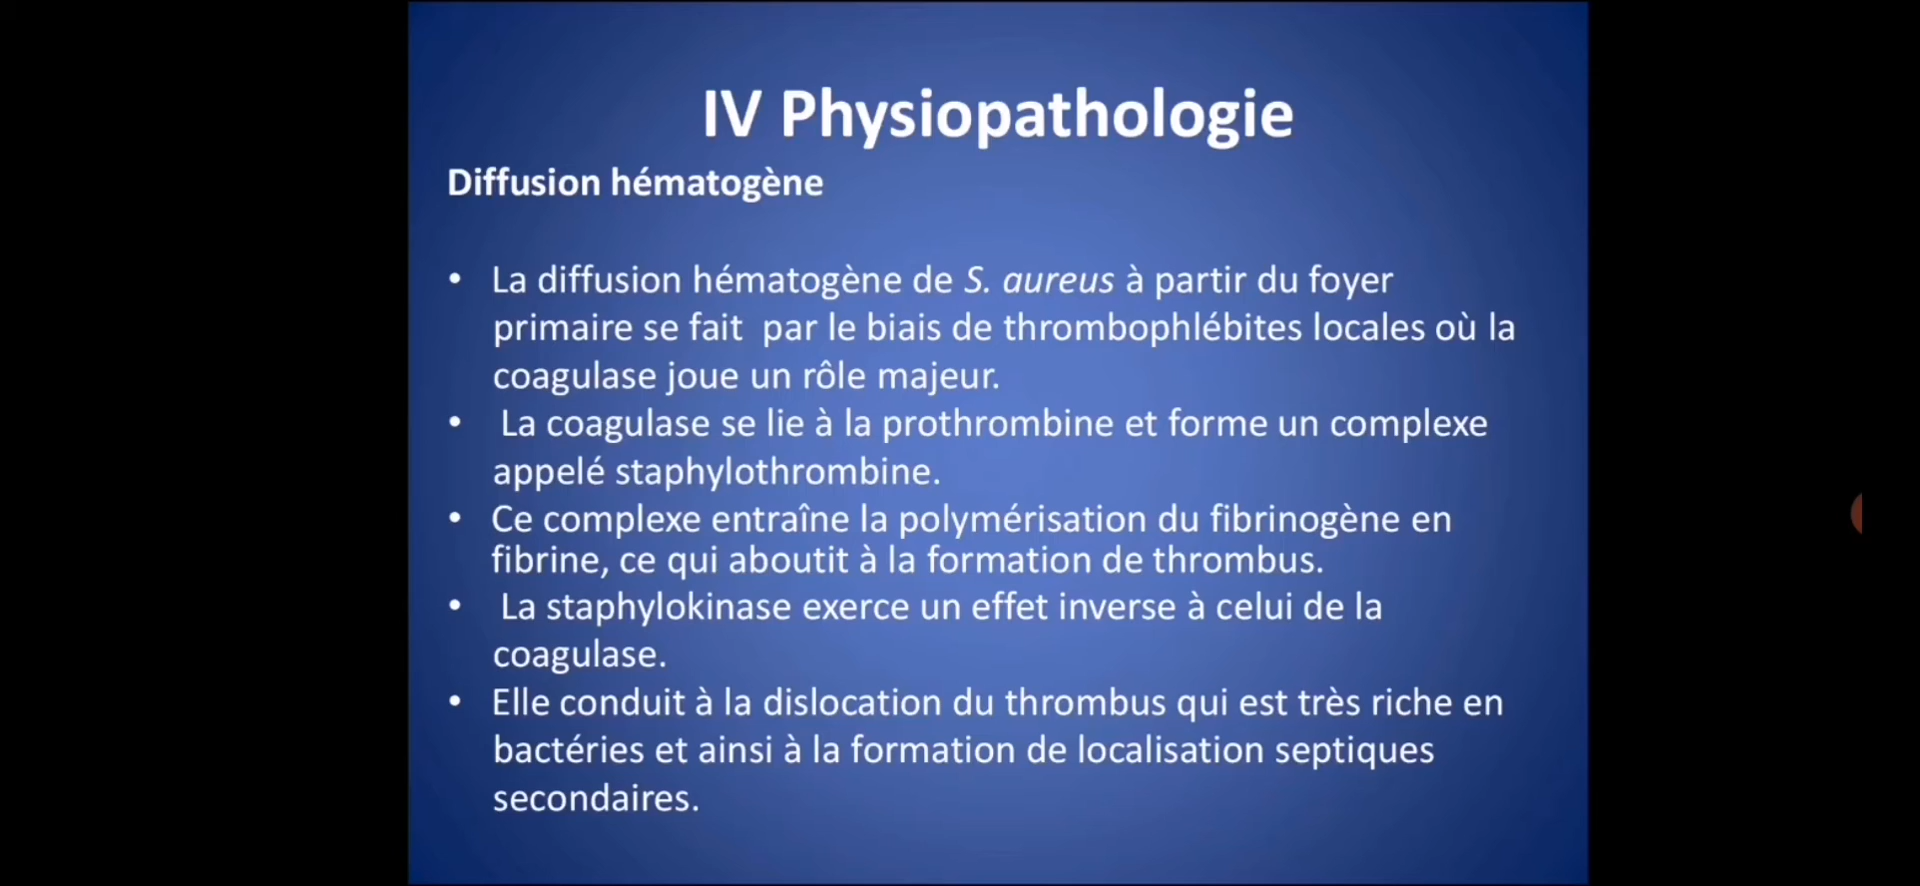 IV Physiopathologie
Diffusion hématogène
• La diffusion hématogène de S. aureus à partir du foyer
primaire se fait par le biais de thrombophlébites locales où la
coagulase joue un rôle majeur.
• La coagulase se lie à la prothrombine et forme un complexe
appelé staphylothrombine.
• Ce complexe entraîne la polymérisation du fibrinogène en
fibrine, ce qui aboutit à la formation de thrombus.
• La staphylokinase exerce un effet inverse à celui de la
coagulase.
• Elle conduit à la dislocation du thrombus qui est très riche en
bactéries et ainsi à la formation de localisation septiques
secondaires.